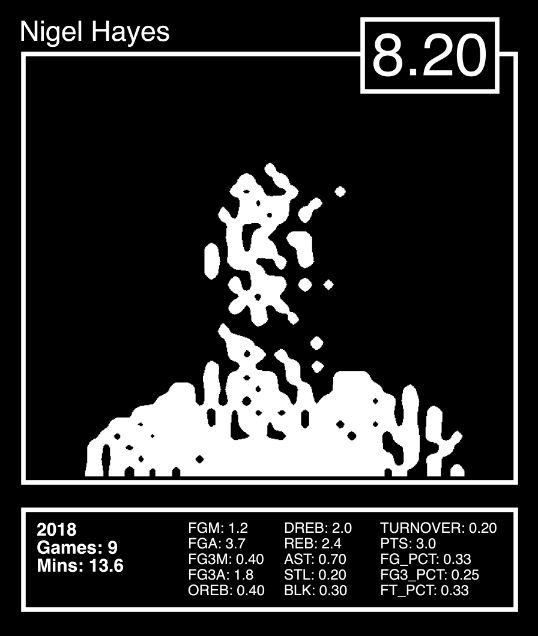 Nigel Hayes
8.20
2018
Games: 9
Mins: 13.6
FGM: 1.2
FGA: 3.7
FG3M: 0.40
FG3A: 1.8
OREB: 0.40
DREB: 2.0
REB: 2.4
AST: 0.70
STL: 0.20
BLK: 0.30
TURNOVER: 0.20
PTS: 3.0
FG_PCT: 0.33
FG3_PCT: 0.25
FT_PCT: 0.33